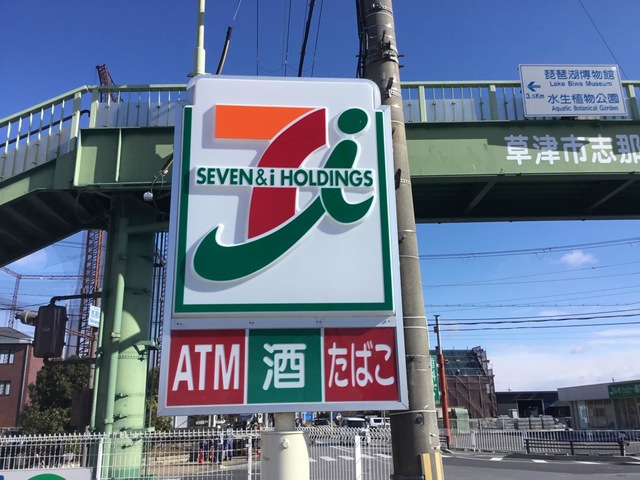 SEVEN&i HOLDINGS
ATM 酒 たばこ
琵琶湖博物館
Lake Biwa Museum
3.5Km
水生植物公園
Aquatic Botanical Garden
草津市志那